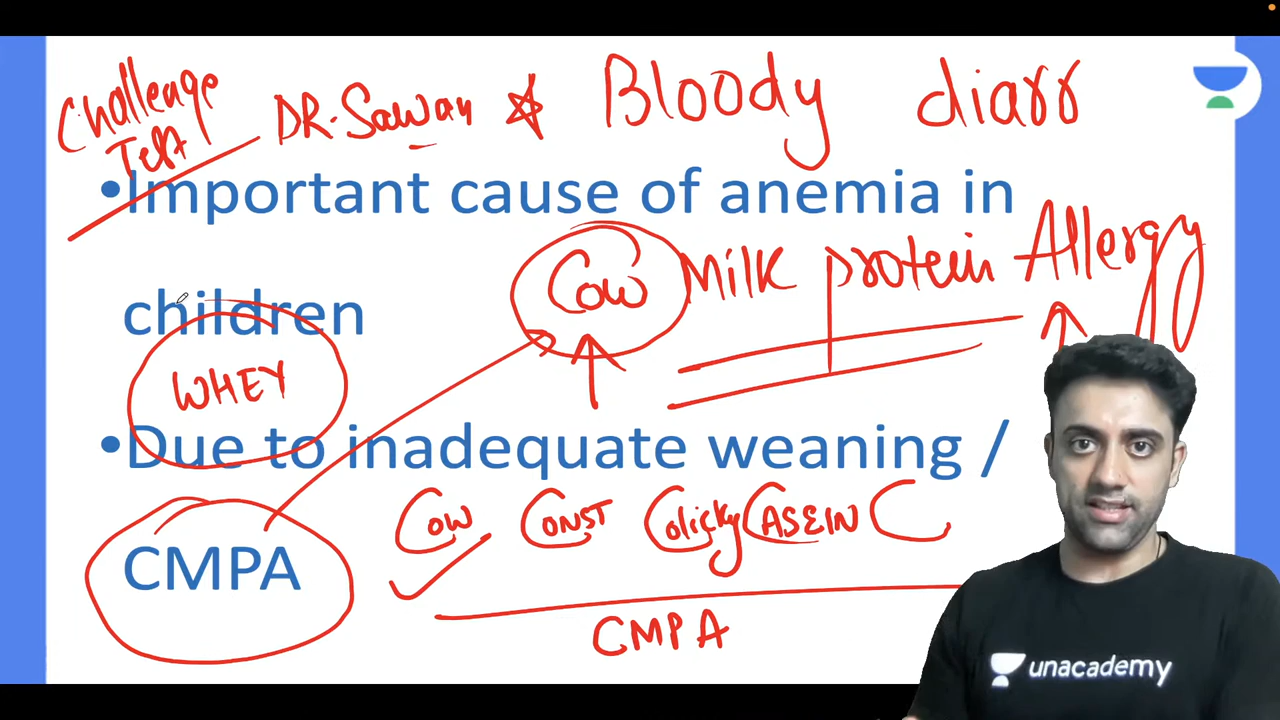 Challenge Test DR. Sawan Bloody diarr
•Important cause of anemia in
Cow Milk protein Allergy
children
WHEY
•Due to inadequate weaning /
Cow Const Colicky CASEIN C
CMPA
CMPA
unacademy